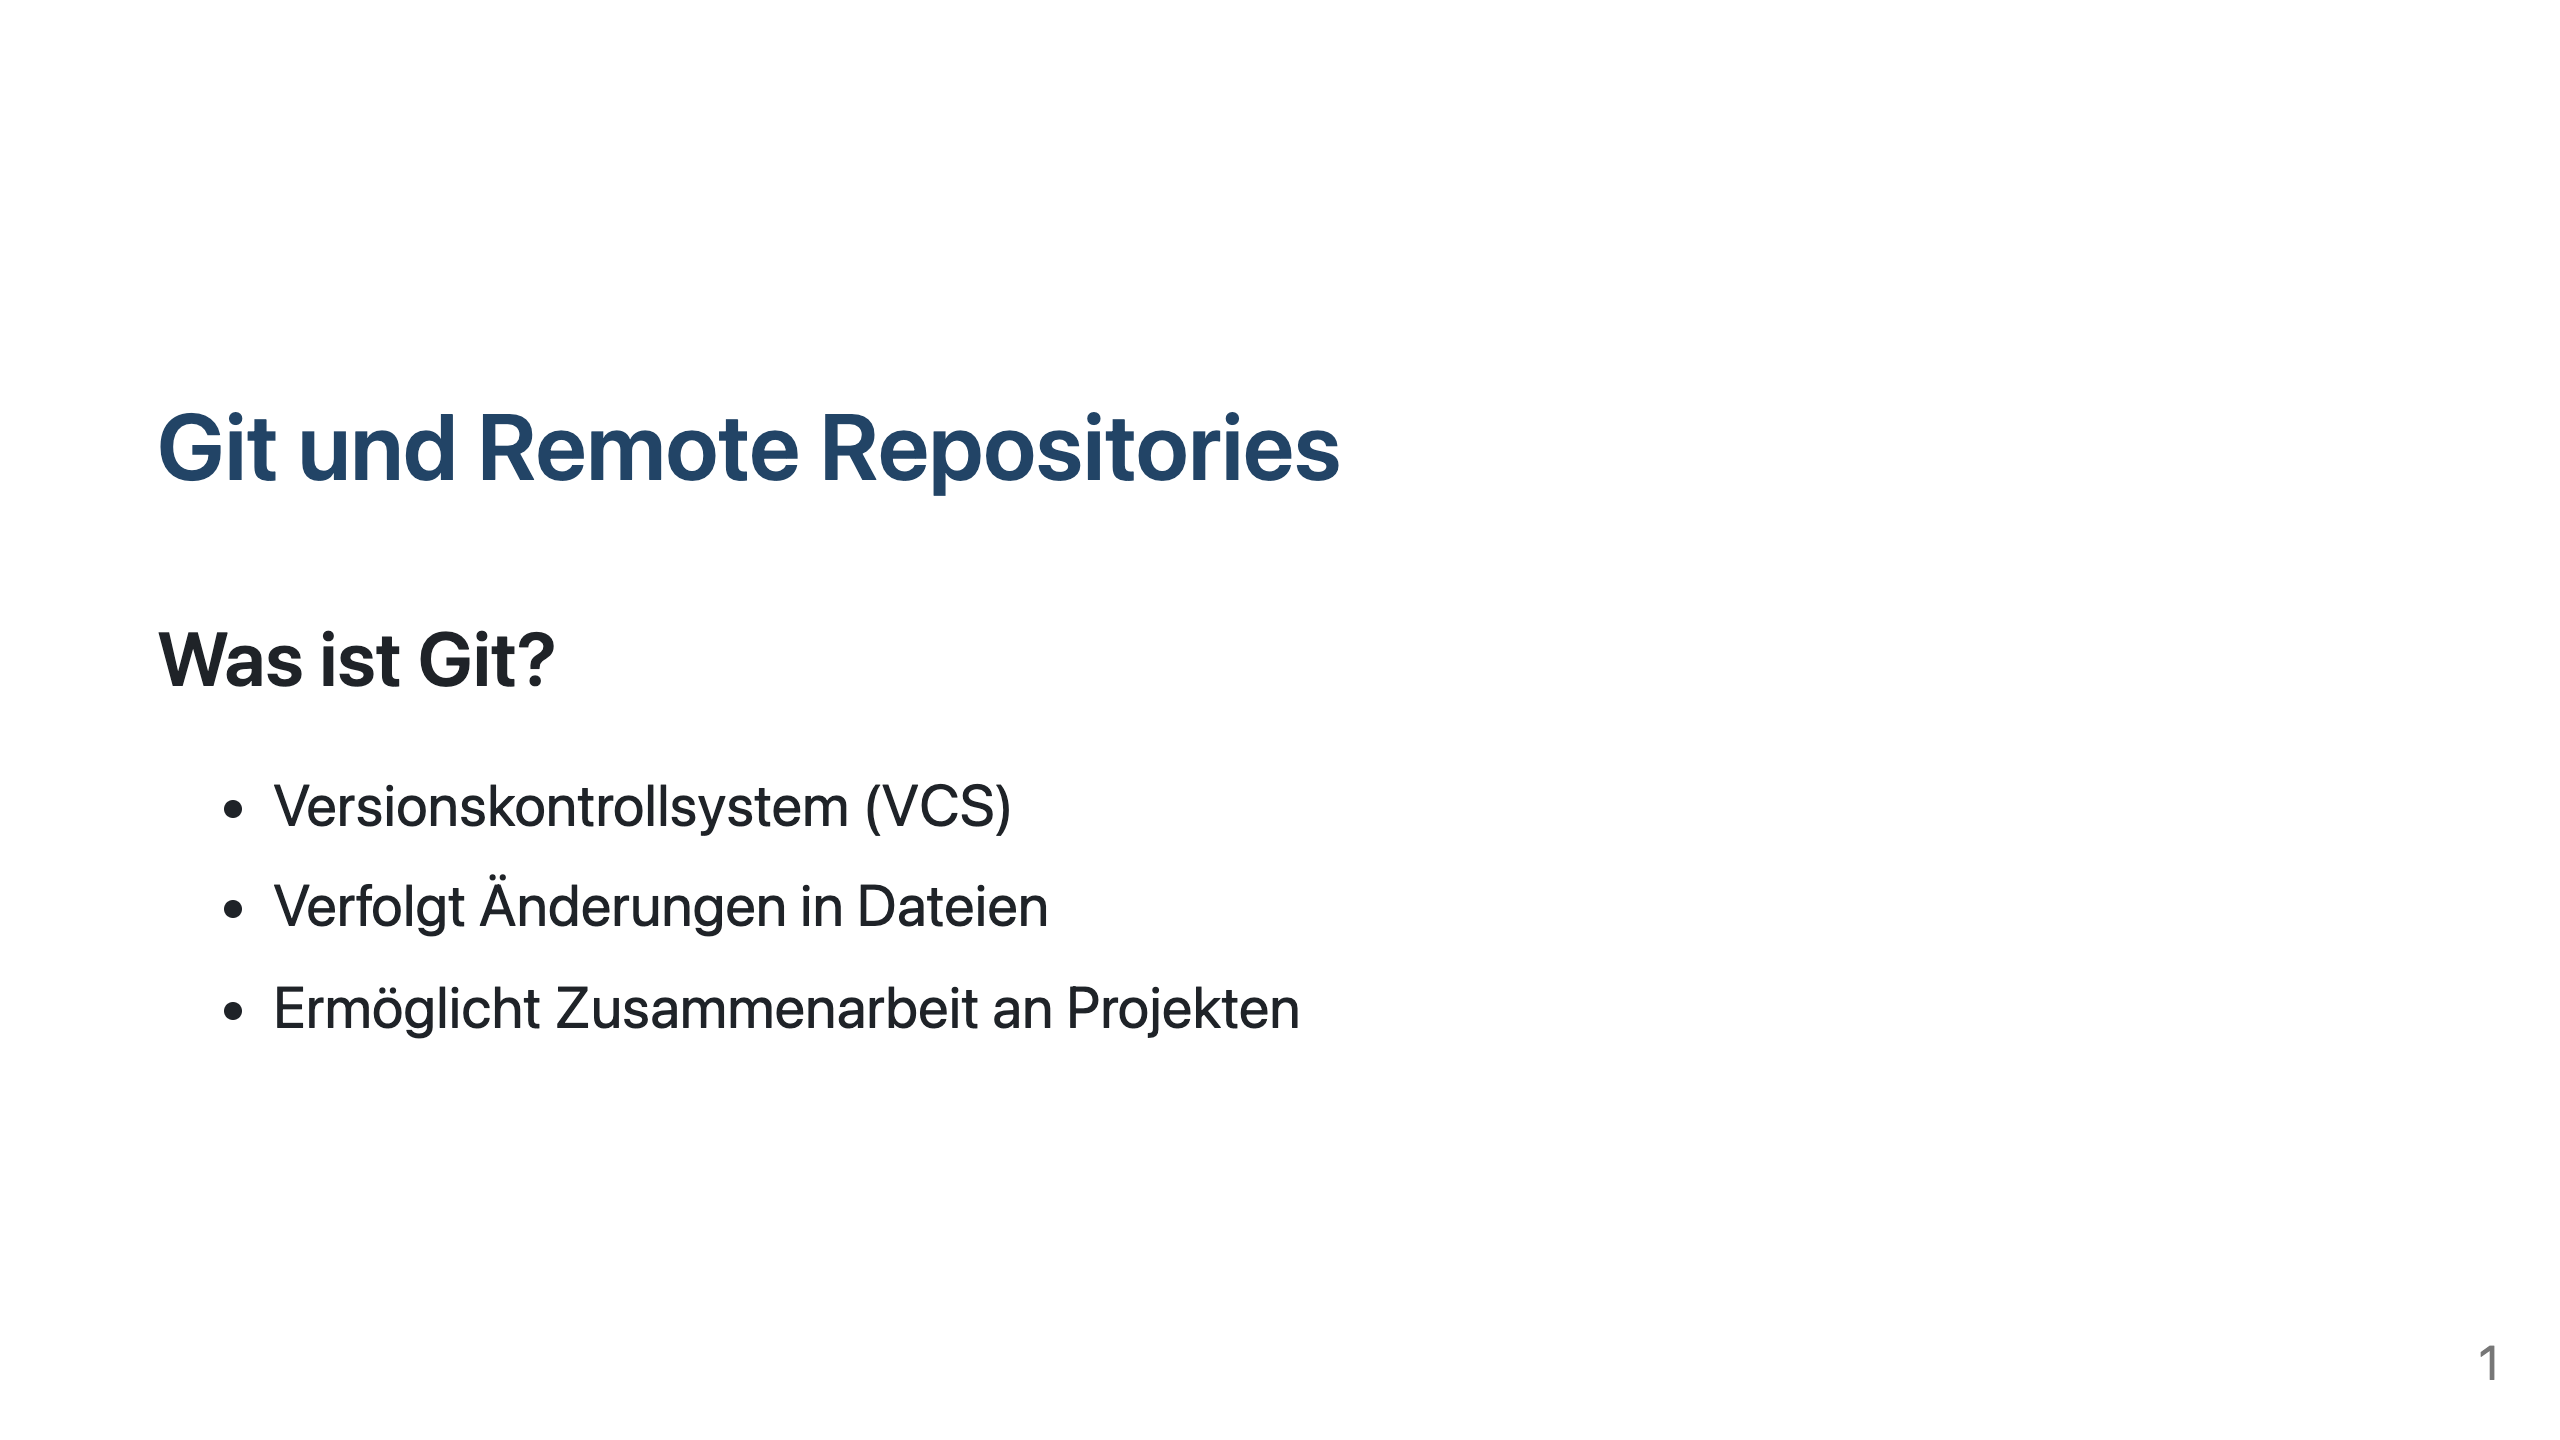 Git und Remote Repositories
Was ist Git?
• Versionskontrollsystem (VCS)
• Verfolgt Änderungen in Dateien
• Ermöglicht Zusammenarbeit an Projekten
1